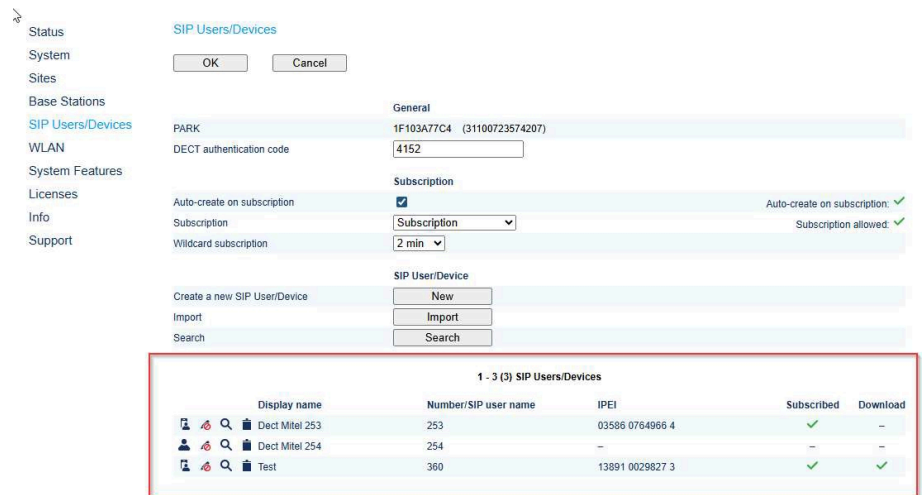 Status
System
Sites
Base Stations
SIP Users/Devices
WLAN
System Features
Licenses
Info
Support
SIP Users/Devices
OK Cancel
General
PARK 1F103A77C4 (31100723574207)
DECT authentication code 4152
Subscription
Auto-create on subscription Auto-create on subscription:
Subscription Subscription Subscription allowed:
Wildcard subscription 2 min
SIP User/Device
Create a new SIP User/Device New
Import Import
Search Search
1 - 3 (3) SIP Users/Devices
Display name Number/SIP user name IPEI Subscribed Download
Dect Mitel 253 253 03586 0764966 4 –
Dect Mitel 254 254 – – –
Test 360 13891 0029827 3